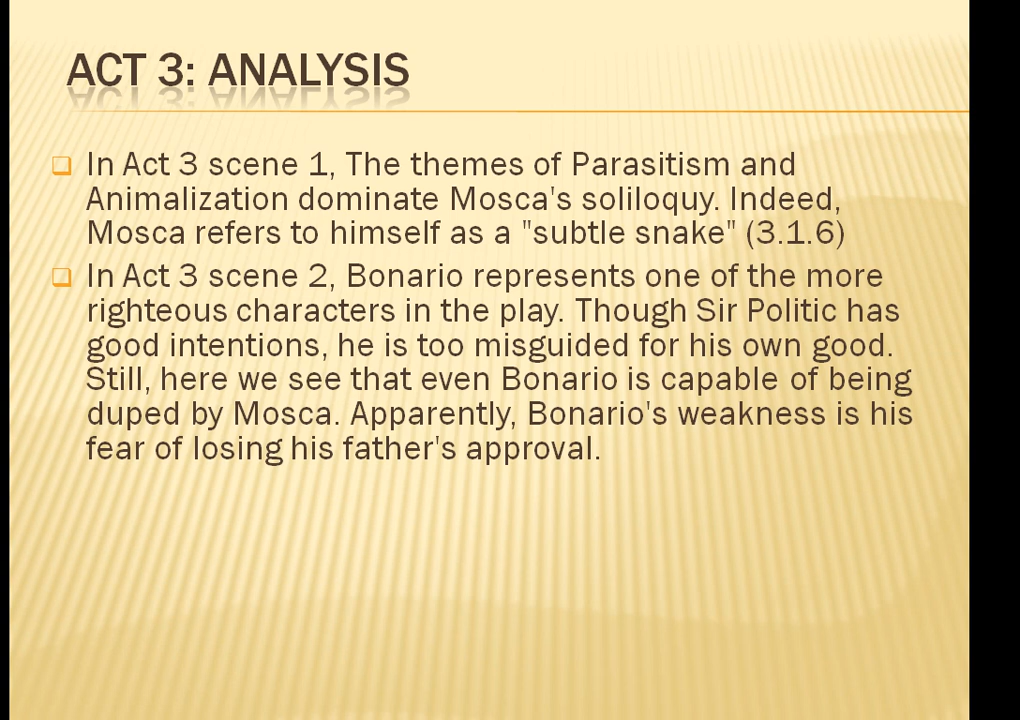 ACT 3: ANALYSIS
In Act 3 scene 1, The themes of Parasitism and
Animalization dominate Mosca's soliloquy. Indeed,
Mosca refers to himself as a "subtle snake" (3.1.6)
In Act 3 scene 2, Bonario represents one of the more
righteous characters in the play. Though Sir Politic has
good intentions, he is too misguided for his own good.
Still, here we see that even Bonario is capable of being
duped by Mosca. Apparently, Bonario's weakness is his
fear of losing his father's approval.